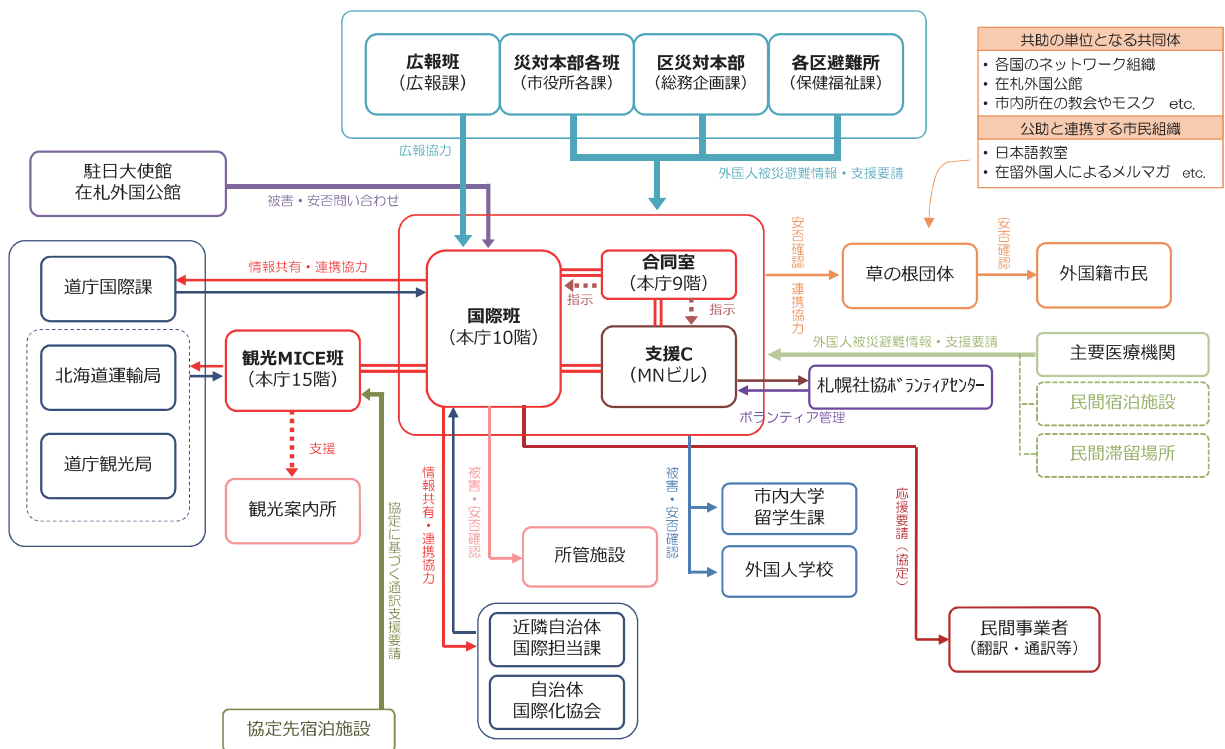 広報班
(広報課)
災対本部各班
(市役所各課)
区災対本部
(総務企画課)
各区避難所
(保健福祉課)
共助の単位となる共同体
・ 各国のネットワーク組織
・ 在札外国公館
・ 市内所在の教会やモスク etc.
公助と連携する市民組織
・ 日本語教室
・ 在留外国人によるメルマガ etc.
広報協力
外国人被災避難情報・支援要請
駐日大使館
在札外国公館
被害・安否問い合わせ
道庁国際課
情報共有・連携協力
北海道運輸局
道庁観光局
観光MICE班
(本庁15階)
支援
観光案内所
国際班
(本庁10階)
合同室
(本庁9階)
指示
指示
支援C
(MNビル)
安否確認 連携協力
草の根団体
安否確認
外国籍市民
外国人被災避難情報・支援要請
主要医療機関
民間宿泊施設
民間滞留場所
札幌社協ﾎﾞﾗﾝﾃｨｱセンター
ボランティア管理
協定に基づく通訳支援要請
協定先宿泊施設
情報共有・連携協力
被害・安否確認
所管施設
近隣自治体
国際担当課
自治体
国際化協会
被害・安否確認
市内大学
留学生課
外国人学校
応援要請(協定)
民間事業者
(翻訳・通訳等)